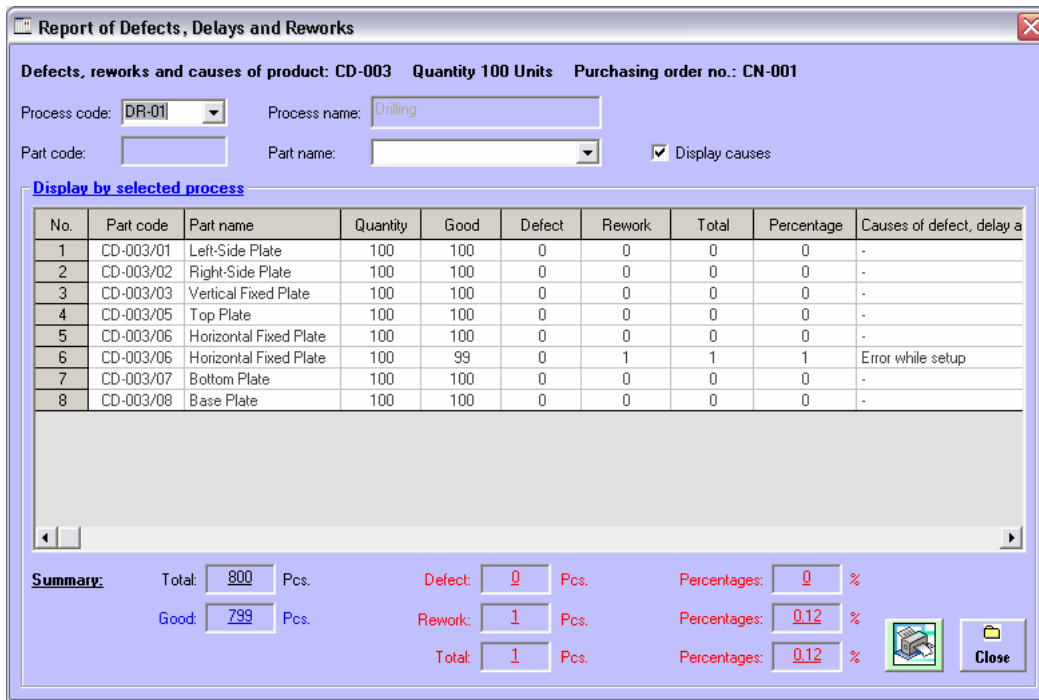 Report of Defects, Delays and Reworks
Defects, reworks and causes of product: CD-003 Quantity 100 Units Purchasing order no.: CN-001
Process code: DR-01 Process name: Drilling
Part code: Part name: Display causes
Display by selected process
No. Part code Part name Quantity Good Defect Rework Total Percentage Causes of defect, delay a
1 CD-003/01 Left-Side Plate 100 100 0 0 0 0 -
2 CD-003/02 Right-Side Plate 100 100 0 0 0 0 -
3 CD-003/03 Vertical Fixed Plate 100 100 0 0 0 0 -
4 CD-003/05 Top Plate 100 100 0 0 0 0 -
5 CD-003/06 Horizontal Fixed Plate 100 100 0 0 0 0 -
6 CD-003/06 Horizontal Fixed Plate 100 99 0 1 1 1 Error while setup
7 CD-003/07 Bottom Plate 100 100 0 0 0 0 -
8 CD-003/08 Base Plate 100 100 0 0 0 0 -
Summary: Total: 800 Pcs. Defect: 0 Pcs. Percentages: 0 %
Good: 799 Pcs. Rework: 1 Pcs. Percentages: 0.12 %
Total: 1 Pcs. Percentages: 0.12 %
Close